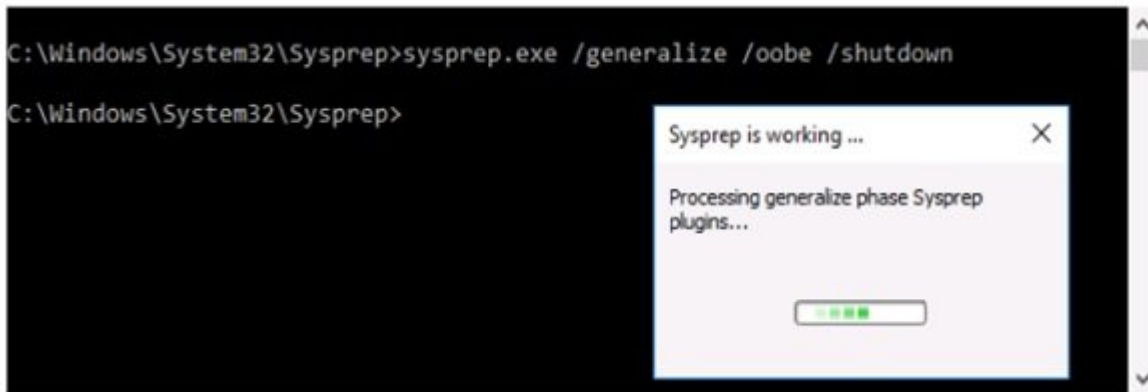 C:\Windows\System32\Sysprep>sysprep.exe /generalize /oobe /shutdown
C:\Windows\System32\Sysprep>
Sysprep is working ...
Processing generalize phase Sysprep
plugins...